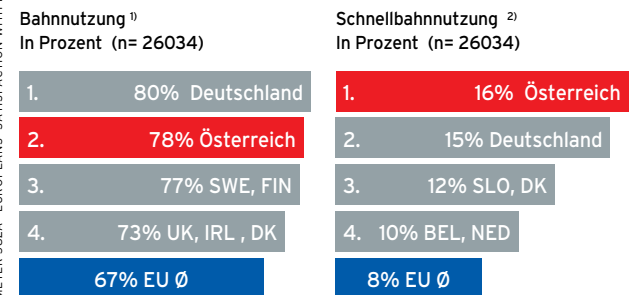 Bahnnutzung 1)
In Prozent (n= 26034)
1. 80% Deutschland
2. 78% Österreich
3. 77% SWE, FIN
4. 73% UK, IRL , DK
67% EU Ø
Schnellbahnnutzung 2)
In Prozent (n= 26034)
1. 16% Österreich
2. 15% Deutschland
3. 12% SLO, DK
4. 10% BEL, NED
8% EU Ø